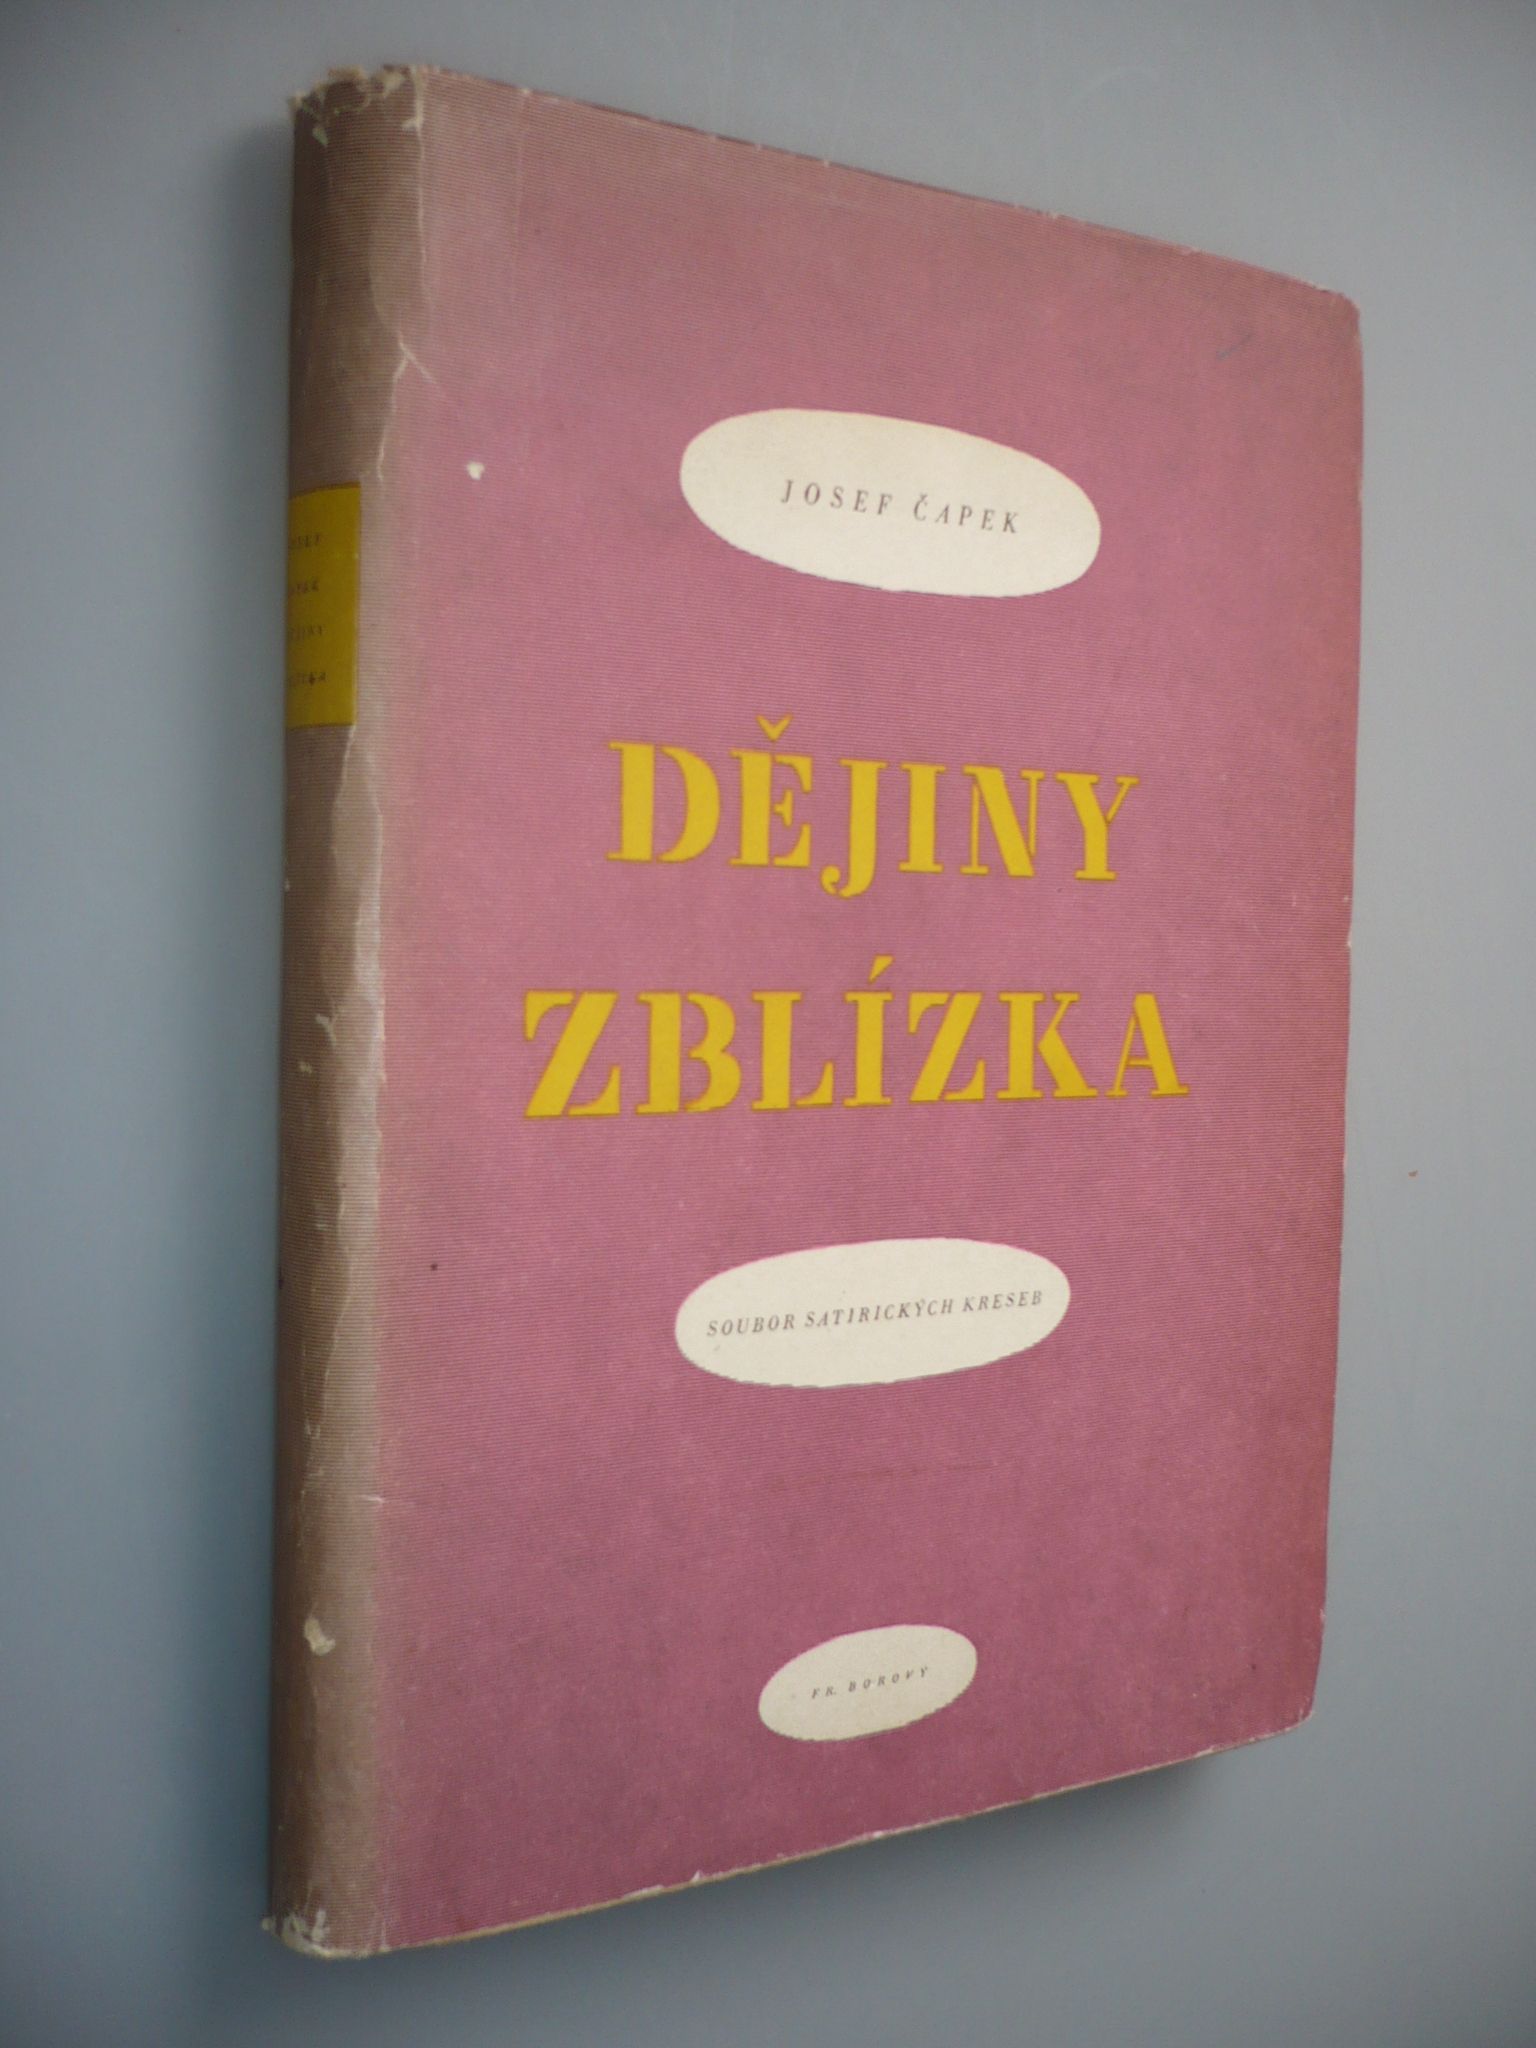 JOSEF ČAPEK
DĚJINY
ZBLÍZKA
SOUBOR SATIRICKÝCH KRESEB
FR. BOROVÝ